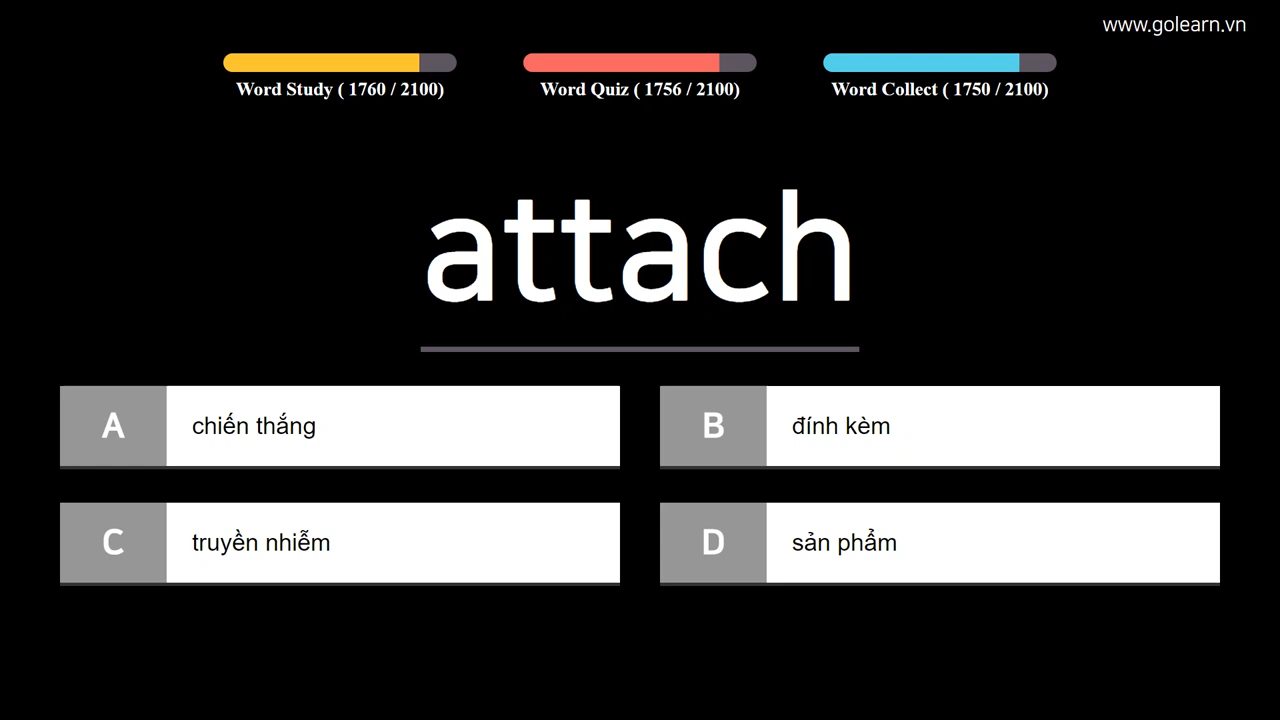 www.golearn.vn
Word Study ( 1760 / 2100)
Word Quiz ( 1756 / 2100)
Word Collect ( 1750 / 2100)
attach
A chiến thắng
B đính kèm
C truyền nhiễm
D sản phẩm